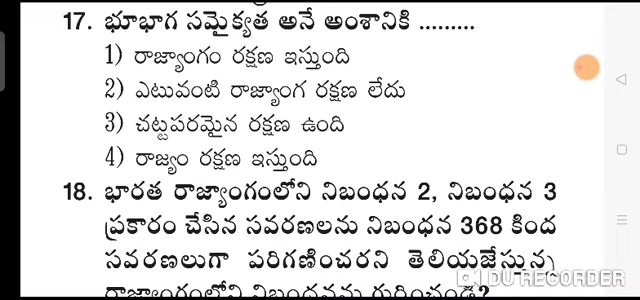 17. భూభాగ సమైక్యత అనే అంశానికి .........
1) రాజ్యాంగం రక్షణ ఇస్తుంది
2) ఎటువంటి రాజ్యాంగ రక్షణ లేదు
3) చట్టపరమైన రక్షణ ఉంది
4) రాజ్యం రక్షణ ఇస్తుంది
18. భారత రాజ్యాంగంలోని నిబంధన 2, నిబంధన 3
ప్రకారం చేసిన సవరణలను నిబంధన 368 కింద
సవరణలుగా పరిగణించరని తెలియజేస్తున్న
రాజ్యాంగంలోని నిబంధనను గుర్తించండి?
DU RECORDER